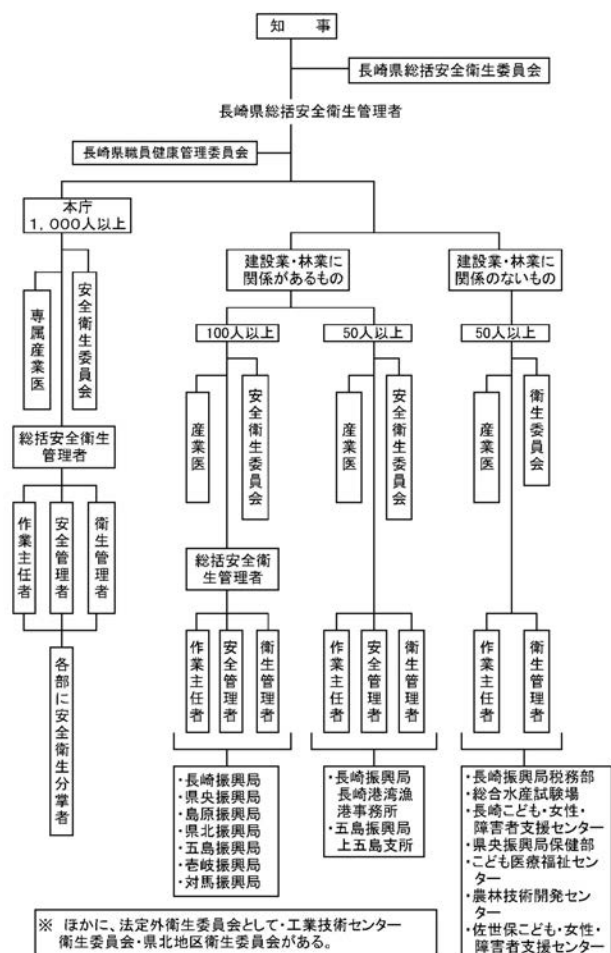 知　事
長崎県総括安全衛生委員会
長崎県総括安全衛生管理者
長崎県職員健康管理委員会
本庁
1，000人以上
専属産業医
安全衛生委員会
総括安全衛生
管理者
作業主任者
安全管理者
衛生管理者
各部に安全衛生分掌者
建設業・林業に
関係があるもの
100人以上
産業医
安全衛生委員会
総括安全衛
生管理者
作業主任者
安全管理者
衛生管理者
・長崎振興局
・県央振興局
・島原振興局
・県北振興局
・五島振興局
・壱岐振興局
・対馬振興局
50人以上
産業医
安全衛生委員会
作業主任者
安全管理者
衛生管理者
・長崎振興局
長崎港湾漁
港事務所
・五島振興局
上五島支所
建設業・林業に
関係のないもの
50人以上
産業医
衛生委員会
作業主任者
衛生管理者
・長崎振興局税務部
・総合水産試験場
・長崎こども・女性・
障害者支援センター
・県央振興局保健部
・こども医療福祉セン
ター
・農林技術開発セン
ター
・佐世保こども・女性・
障害者支援センター
※　ほかに、法定外衛生委員会として・工業技術センター
衛生委員会・県北地区衛生委員会がある。